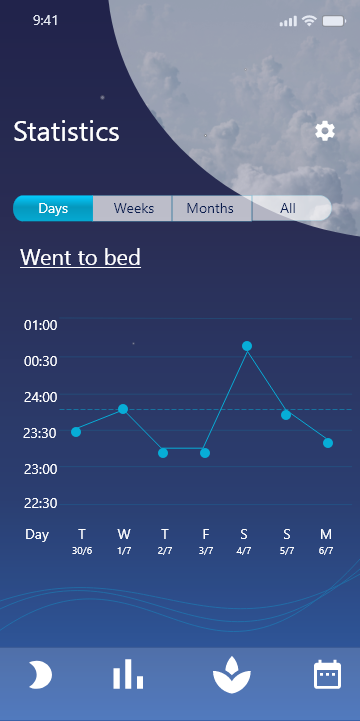 9:41
Statistics
Days Weeks Months All
Went to bed
01:00
00:30
24:00
23:30
23:00
22:30
Day T W T F S S M
30/6 1/7 2/7 3/7 4/7 5/7 6/7